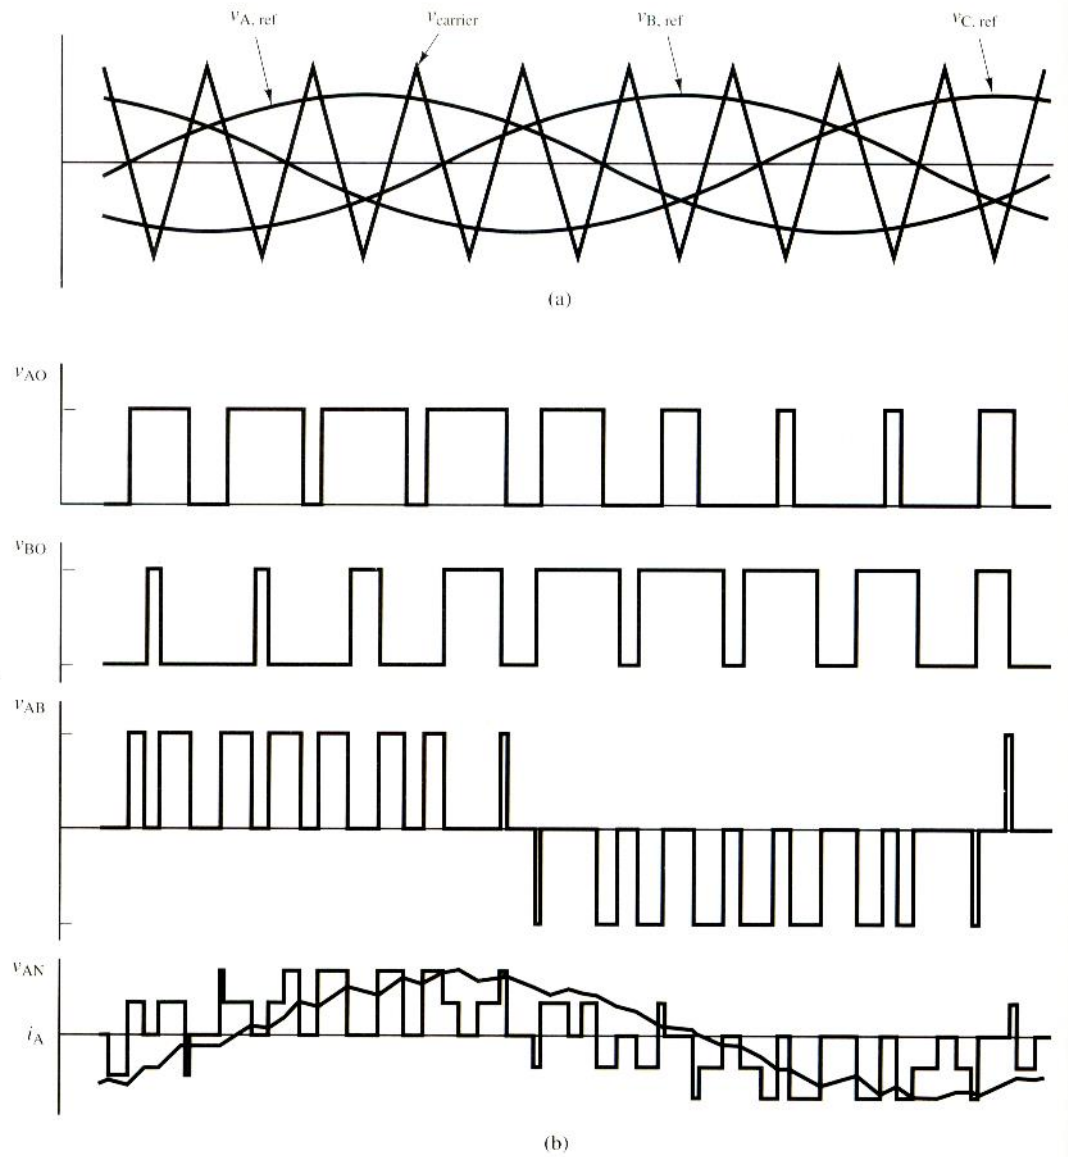 vA, ref vcarrier vB, ref vC, ref
(a)
vAO
vBO
vAB
vAN
iA
(b)